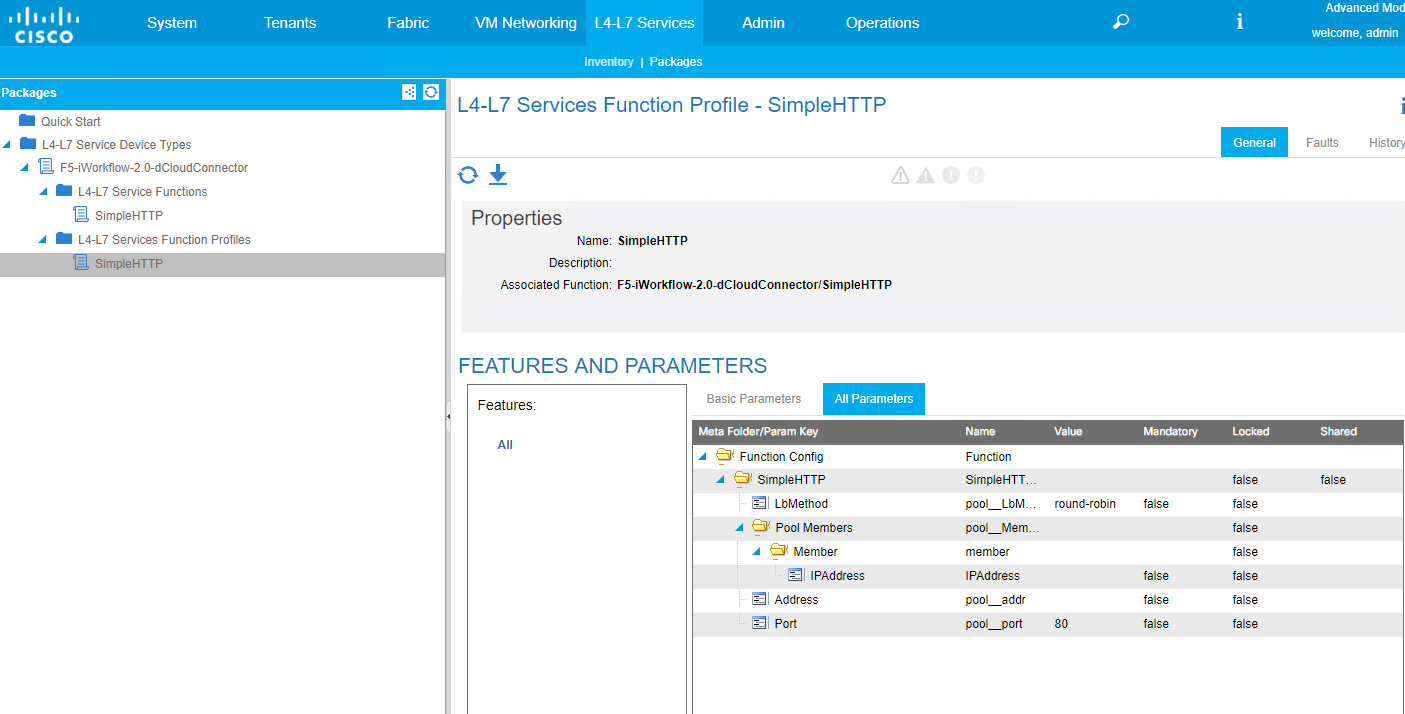 Advanced Mod
CISCO System Tenants Fabric VM Networking L4-L7 Services Admin Operations i welcome, admin
Inventory | Packages
Packages
Quick Start
L4-L7 Service Device Types
F5-iWorkflow-2.0-dCloudConnector
L4-L7 Service Functions
SimpleHTTP
L4-L7 Services Function Profiles
SimpleHTTP
L4-L7 Services Function Profile - SimpleHTTP i
General Faults History
Properties
Name: SimpleHTTP
Description:
Associated Function: F5-iWorkflow-2.0-dCloudConnector/SimpleHTTP
FEATURES AND PARAMETERS
Features:
All
Basic Parameters All Parameters
Meta Folder/Param Key Name Value Mandatory Locked Shared
Function Config Function
SimpleHTTP SimpleHTT... false false
LbMethod pool__LbM... round-robin false false
Pool Members pool__Mem... false
Member member false
IPAddress IPAddress false false
Address pool__addr false false
Port pool__port 80 false false